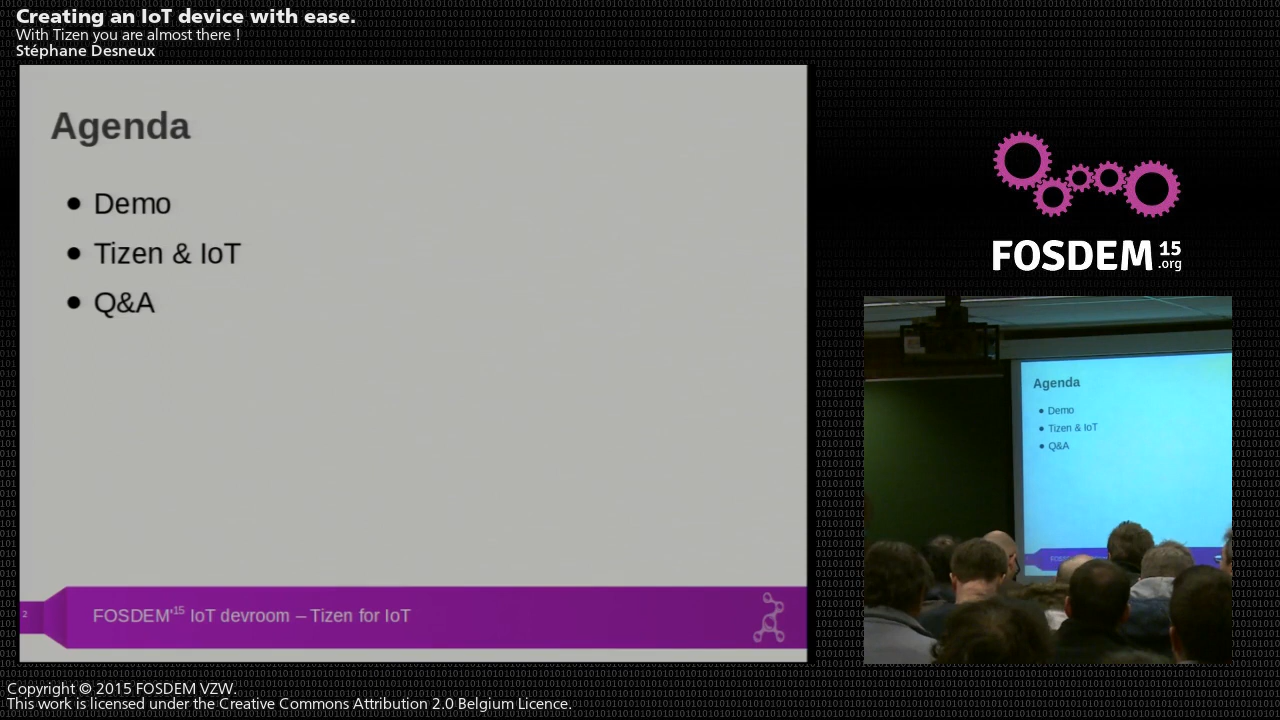 Creating an IoT device with ease.
With Tizen you are almost there !
Stéphane Desneux
Agenda
Demo
Tizen & IoT
Q&A
2
FOSDEM'15 IoT devroom – Tizen for IoT
FOSDEM 15
.org
Agenda
Demo
Tizen & IoT
Q&A
Copyright © 2015 FOSDEM VZW.
This work is licensed under the Creative Commons Attribution 2.0 Belgium Licence.